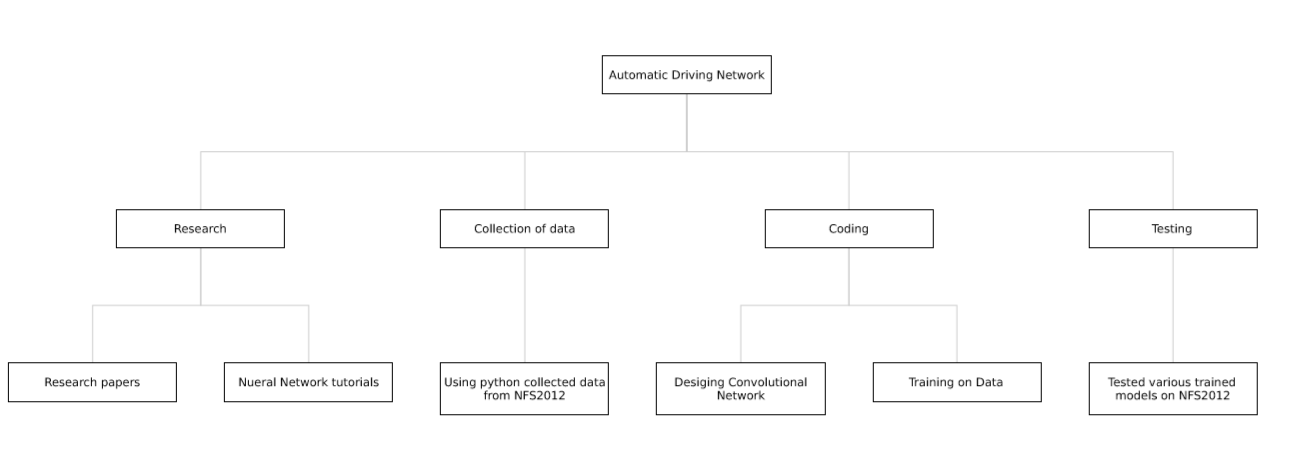 Automatic Driving Network
Research
Collection of data
Coding
Testing
Research papers
Nueral Network tutorials
Using python collected data
from NFS2012
Desiging Convolutional
Network
Training on Data
Tested various trained
models on NFS2012